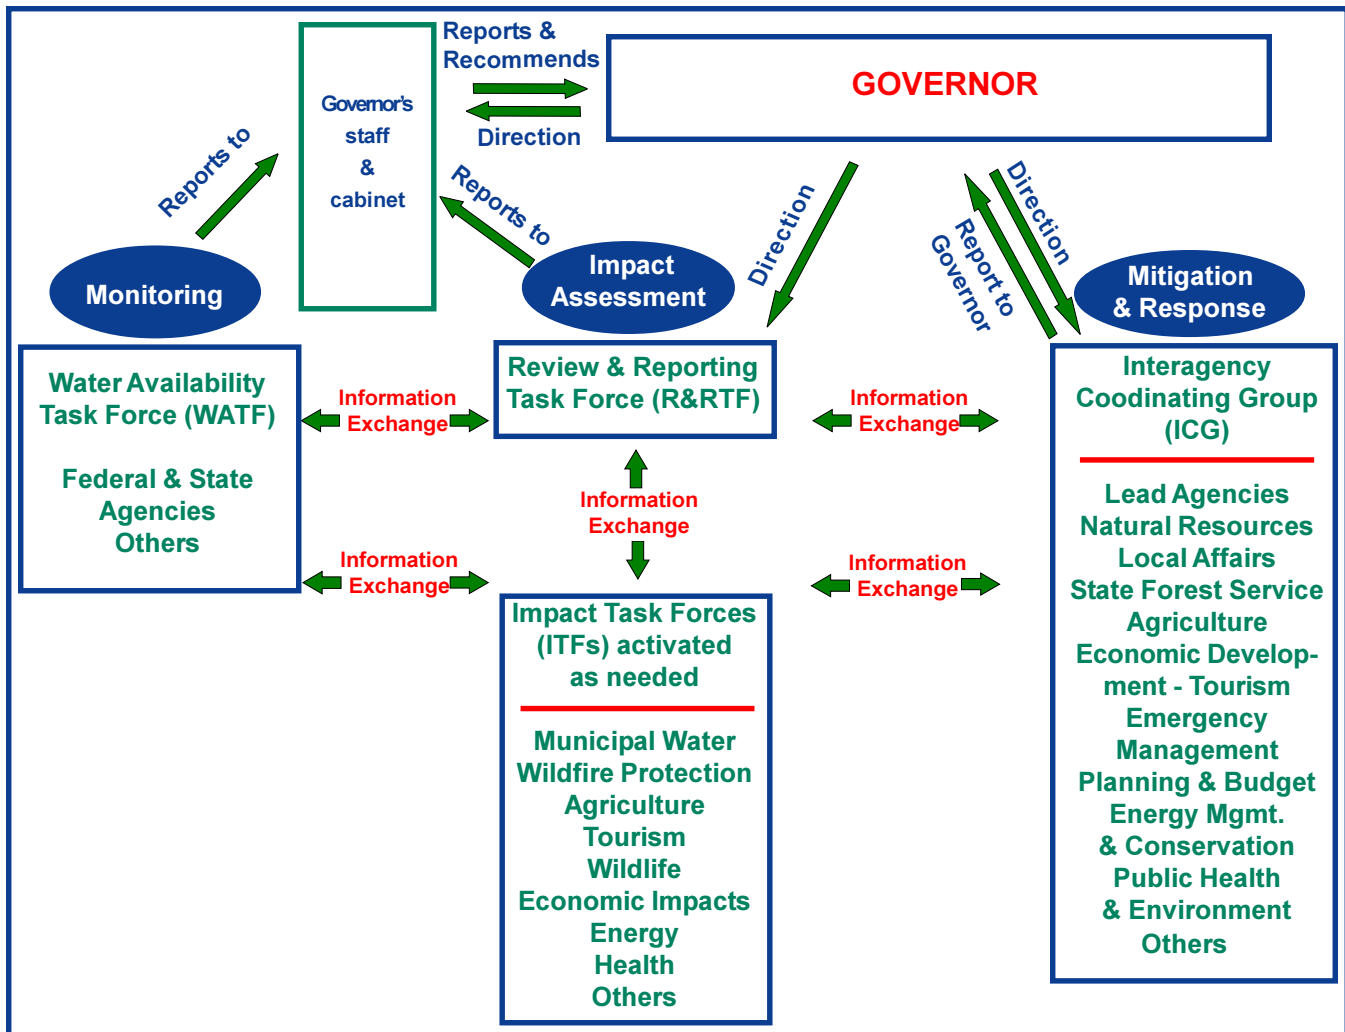 Reports &
Recommends
GOVERNOR
Governor's
staff
&
cabinet
Direction
Reports to
Reports to
Direction
Direction
Report to
Governor
Monitoring
Impact
Assessment
Mitigation
& Response
Water Availability
Task Force (WATF)
Federal & State
Agencies
Others
Information
Exchange
Review & Reporting
Task Force (R&RTF)
Information
Exchange
Interagency
Coodinating Group
(ICG)
Lead Agencies
Natural Resources
Local Affairs
State Forest Service
Agriculture
Economic Develop-
ment - Tourism
Emergency
Management
Planning & Budget
Energy Mgmt.
& Conservation
Public Health
& Environment
Others
Information
Exchange
Information
Exchange
Information
Exchange
Impact Task Forces
(ITFs) activated
as needed
Municipal Water
Wildfire Protection
Agriculture
Tourism
Wildlife
Economic Impacts
Energy
Health
Others